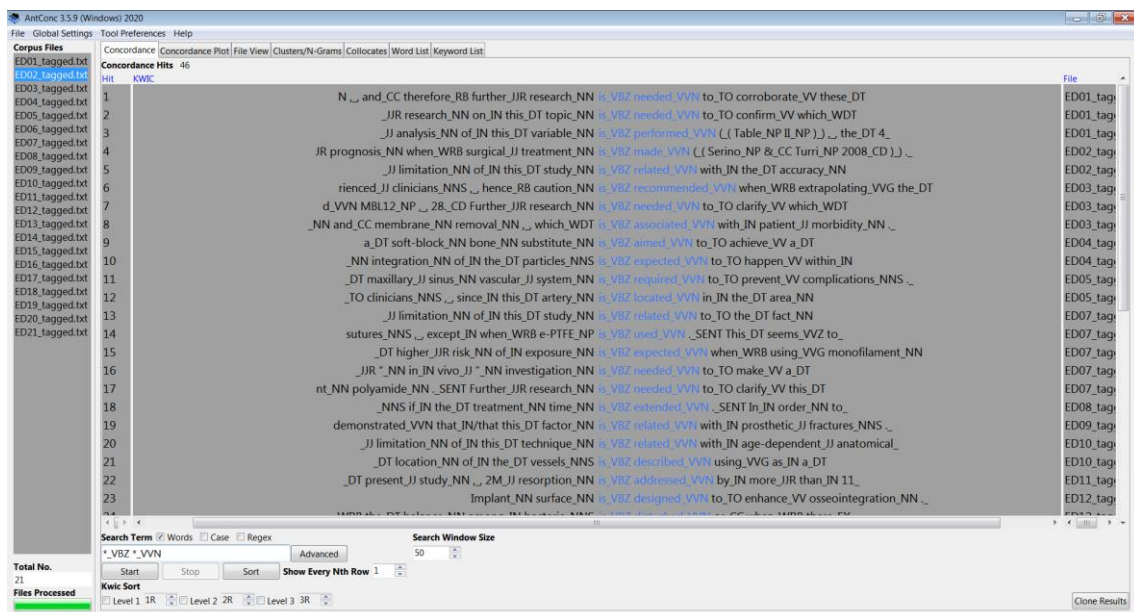 AntConc 3.5.9 (Windows) 2020
File Global Settings Tool Preferences Help
Corpus Files
ED01_tagged.txt
ED02_tagged.txt
ED03_tagged.txt
ED04_tagged.txt
ED05_tagged.txt
ED06_tagged.txt
ED07_tagged.txt
ED08_tagged.txt
ED09_tagged.txt
ED10_tagged.txt
ED11_tagged.txt
ED12_tagged.txt
ED13_tagged.txt
ED14_tagged.txt
ED15_tagged.txt
ED16_tagged.txt
ED17_tagged.txt
ED18_tagged.txt
ED19_tagged.txt
ED20_tagged.txt
ED21_tagged.txt
Total No.
21
Files Processed
Concordance Concordance Plot File View Clusters/N-Grams Collocates Word List Keyword List
Concordance Hits 46
Hit KWIC File
1 N ,_, and_CC therefore_RB further_JJR research_NN is_VBZ needed_VVN to_TO corroborate_VV these_DT ED01_tag
2 _JJR research_NN on_IN this_DT topic_NN is_VBZ needed_VVN to_TO confirm_VV which_WDT ED01_tag
3 _JJ analysis_NN of_IN this_DT variable_NN is_VBZ performed_VVN (_( Table_NP II_NP )_) ,_, the_DT 4_ ED01_tag
4 JR prognosis_NN when_WRB surgical_JJ treatment_NN is_VBZ made_VVN (_( Serino_NP &_CC Turri_NP 2008_CD )_) ._ ED02_tag
5 _JJ limitation_NN of_IN this_DT study_NN is_VBZ related_VVN with_IN the_DT accuracy_NN ED02_tag
6 rienced_JJ clinicians_NNS ,_, hence_RB caution_NN is_VBZ recommended_VVN when_WRB extrapolating_VVG the_DT ED03_tag
7 d_VVN MBL12_NP ,_, 28._CD Further_JJR research_NN is_VBZ needed_VVN to_TO clarify_VV which_WDT ED03_tag
8 _NN and_CC membrane_NN removal_NN ,_, which_WDT is_VBZ associated_VVN with_IN patient_JJ morbidity_NN ._ ED03_tag
9 a_DT soft-block_NN bone_NN substitute_NN is_VBZ aimed_VVN to_TO achieve_VV a_DT ED04_tag
10 _NN integration_NN of_IN the_DT particles_NNS is_VBZ expected_VVN to_TO happen_VV within_IN ED04_tag
11 _DT maxillary_JJ sinus_NN vascular_JJ system_NN is_VBZ required_VVN to_TO prevent_VV complications_NNS ._ ED05_tag
12 _TO clinicians_NNS ,_, since_IN this_DT artery_NN is_VBZ located_VVN in_IN the_DT area_NN ED05_tag
13 _JJ limitation_NN of_IN this_DT study_NN is_VBZ related_VVN to_TO the_DT fact_NN ED07_tag
14 sutures_NNS ,_, except_IN when_WRB e-PTFE_NP is_VBZ used_VVN ._SENT This_DT seems_VVZ to_ ED07_tag
15 _DT higher_JJR risk_NN of_IN exposure_NN is_VBZ expected_VVN when_WRB using_VVG monofilament_NN ED07_tag
16 _JJR "_NN in_IN vivo_JJ "_NN investigation_NN is_VBZ needed_VVN to_TO make_VV a_DT ED07_tag
17 nt_NN polyamide_NN ._SENT Further_JJR research_NN is_VBZ needed_VVN to_TO clarify_VV this_DT ED07_tag
18 _NNS if_IN the_DT treatment_NN time_NN is_VBZ extended_VVN ._SENT In_IN order_NN to_ ED08_tag
19 demonstrated_VVN that_IN/that this_DT factor_NN is_VBZ related_VVN with_IN prosthetic_JJ fractures_NNS ._ ED09_tag
20 _JJ limitation_NN of_IN this_DT technique_NN is_VBZ related_VVN with_IN age-dependent_JJ anatomical_ ED10_tag
21 _DT location_NN of_IN the_DT vessels_NNS is_VBZ described_VVN using_VVG as_IN a_DT ED10_tag
22 _DT present_JJ study_NN ,_, 2M_JJ resorption_NN is_VBZ addressed_VVN by_IN more_JJR than_IN 11_ ED11_tag
23 Implant_NN surface_NN is_VBZ designed_VVN to_TO enhance_VV osseointegration_NN ._ ED12_tag
Search Term Words Case Regex Search Window Size
*_VBZ *_VVN Advanced 50
Start Stop Sort Show Every Nth Row 1
Kwic Sort
Level 1 1R Level 2 2R Level 3 3R Clone Results